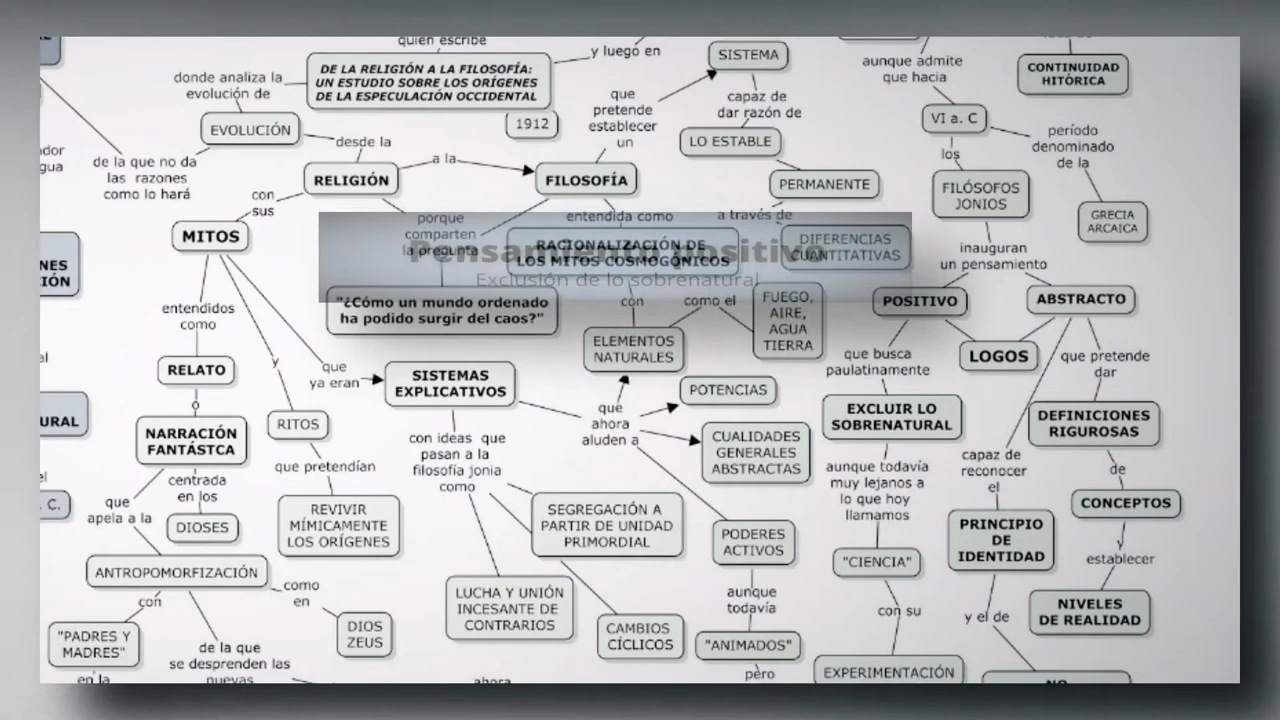 quien escribe
y luego en
DE LA RELIGIÓN A LA FILOSOFÍA:
UN ESTUDIO SOBRE LOS ORÍGENES
DE LA ESPECULACIÓN OCCIDENTAL
1912
donde analiza la
evolución de
EVOLUCIÓN
desde la
de la que no da
las razones
como lo hará
con
sus
RELIGIÓN
a la
FILOSOFÍA
que
pretende
establecer
un
SISTEMA
capaz de
dar razón de
LO ESTABLE
PERMANENTE
a través de
DIFERENCIAS
CUANTITATIVAS
aunque admite
que hacia
CONTINUIDAD
HITÓRICA
VI a. C
los
período
denominado
de la
FILÓSOFOS
JONIOS
GRECIA
ARCAICA
inauguran
un pensamiento
POSITIVO
ABSTRACTO
LOGOS
MITOS
porque
comparten
la pregunta
entendida como
RACIONALIZACIÓN DE
LOS MITOS COSMOGÓNICOS
Pensamiento positivo
Exclusión de lo sobrenatural
"¿Cómo un mundo ordenado
ha podido surgir del caos?"
con
como el
FUEGO,
AIRE,
AGUA
TIERRA
ELEMENTOS
NATURALES
entendidos
como
RELATO
o
NARRACIÓN
FANTÁSTCA
centrada
en los
DIOSES
que
apela a la
ANTROPOMORFIZACIÓN
con
"PADRES Y
MADRES"
en la
de la que
se desprenden las
nuevas
como
en
DIOS
ZEUS
y
RITOS
que pretendían
REVIVIR
MÍMICAMENTE
LOS ORÍGENES
que
ya eran
SISTEMAS
EXPLICATIVOS
con ideas que
pasan a la
filosofía jonia
como
SEGREGACIÓN A
PARTIR DE UNIDAD
PRIMORDIAL
LUCHA Y UNIÓN
INCESANTE DE
CONTRARIOS
CAMBIOS
CÍCLICOS
ahora
que
ahora
aluden a
POTENCIAS
CUALIDADES
GENERALES
ABSTRACTAS
PODERES
ACTIVOS
aunque
todavía
"ANIMADOS"
pero
que busca
paulatinamente
EXCLUIR LO
SOBRENATURAL
aunque todavía
muy lejanos a
lo que hoy
llamamos
"CIENCIA"
con su
EXPERIMENTACIÓN
que pretende
dar
DEFINICIONES
RIGUROSAS
de
CONCEPTOS
y
establecer
NIVELES
DE REALIDAD
capaz de
reconocer
el
PRINCIPIO
DE
IDENTIDAD
y el de
NO